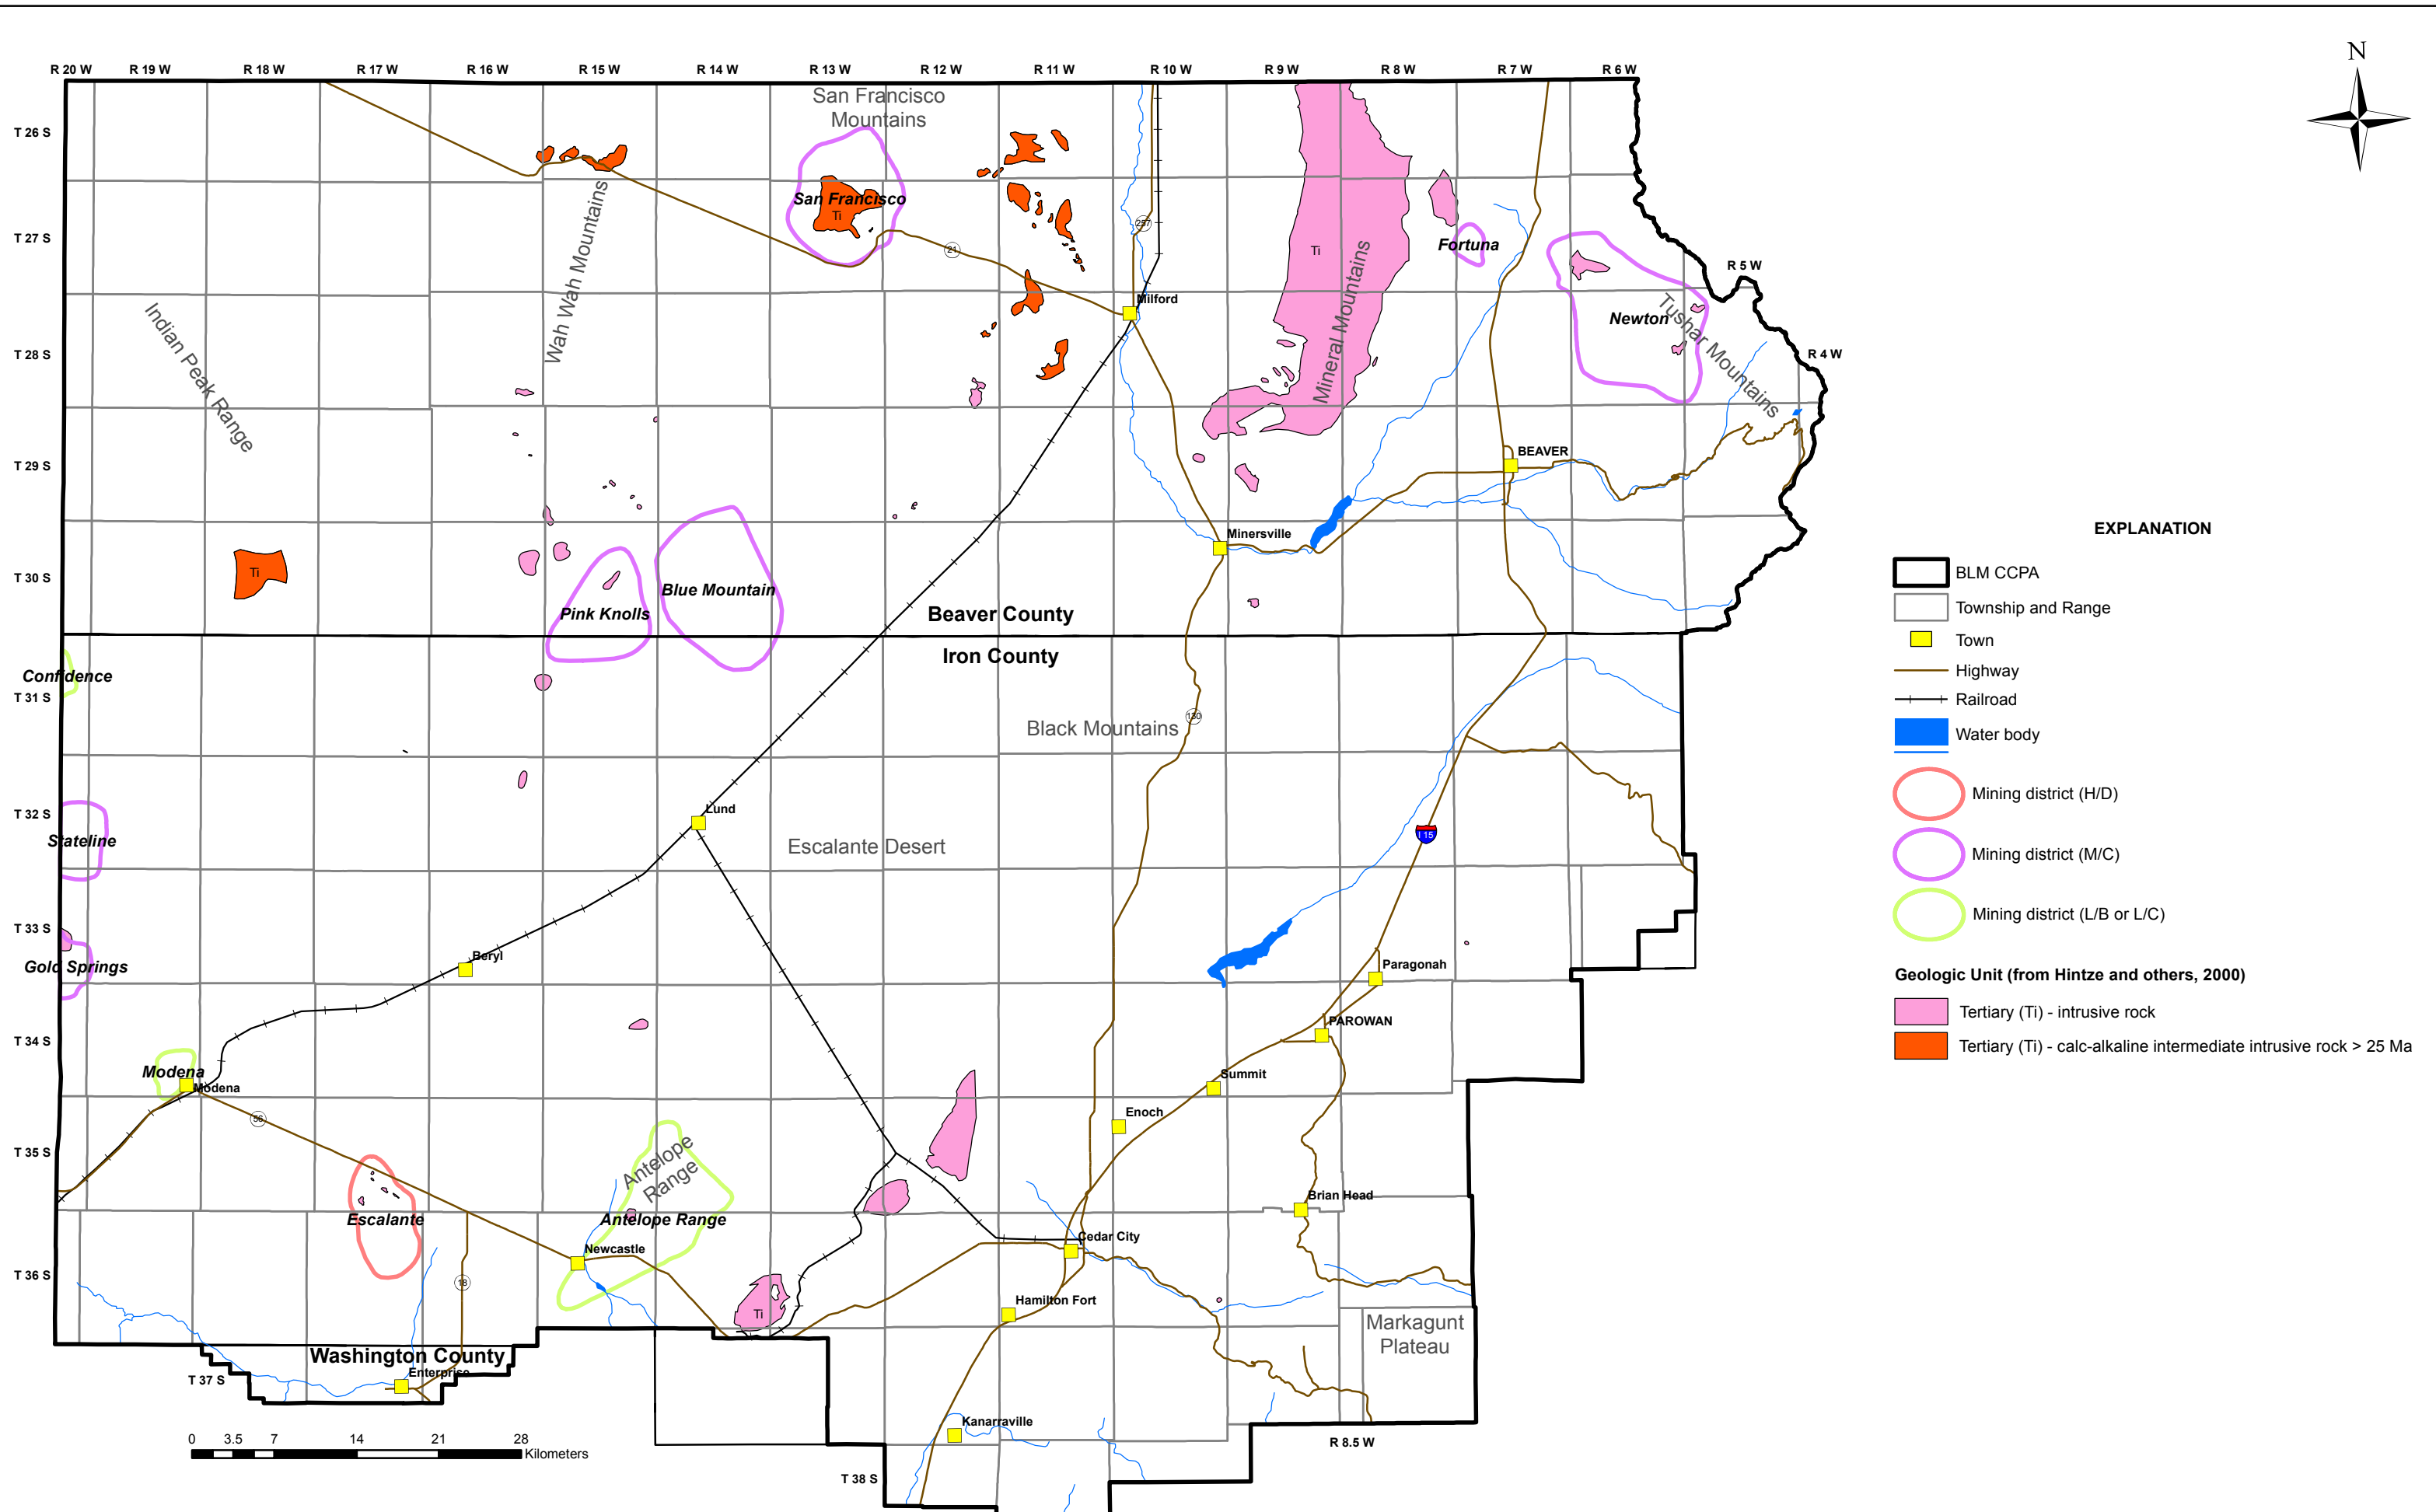 N
R 20 W
R 19 W
R 18 W
R 17 W
R 16 W
R 15 W
R 14 W
R 13 W
R 12 W
R 11 W
R 10 W
R 9 W
R 8 W
R 7 W
R 6 W
San Francisco
Mountains
T 26 S
San Francisco
Ti
T 27 S
21
257
Ti
Fortuna
R 5 W
Wah Wah Mountains
Mineral Mountains
Milford
Newton
Tushar Mountains
Indian Peak Range
T 28 S
R 4 W
T 29 S
BEAVER
Minersville
T 30 S
Ti
Pink Knolls
Blue Mountain
Beaver County
Iron County
Confidence
T 31 S
Black Mountains
130
T 32 S
Lund
Stateline
Escalante Desert
I 15
T 33 S
Gold Springs
Beryl
Paragonah
T 34 S
PAROWAN
Modena
Modena
Summit
56
Enoch
T 35 S
Antelope
Range
Brian Head
Escalante
Antelope Range
Newcastle
Cedar City
T 36 S
18
Hamilton Fort
Ti
Markagunt
Plateau
Washington County
T 37 S
Enterprise
Kanarraville
R 8.5 W
T 38 S
0 3.5 7 14 21 28
Kilometers
EXPLANATION
BLM CCPA
Township and Range
Town
Highway
Railroad
Water body
Mining district (H/D)
Mining district (M/C)
Mining district (L/B or L/C)
Geologic Unit (from Hintze and others, 2000)
Tertiary (Ti) - intrusive rock
Tertiary (Ti) - calc-alkaline intermediate intrusive rock > 25 Ma